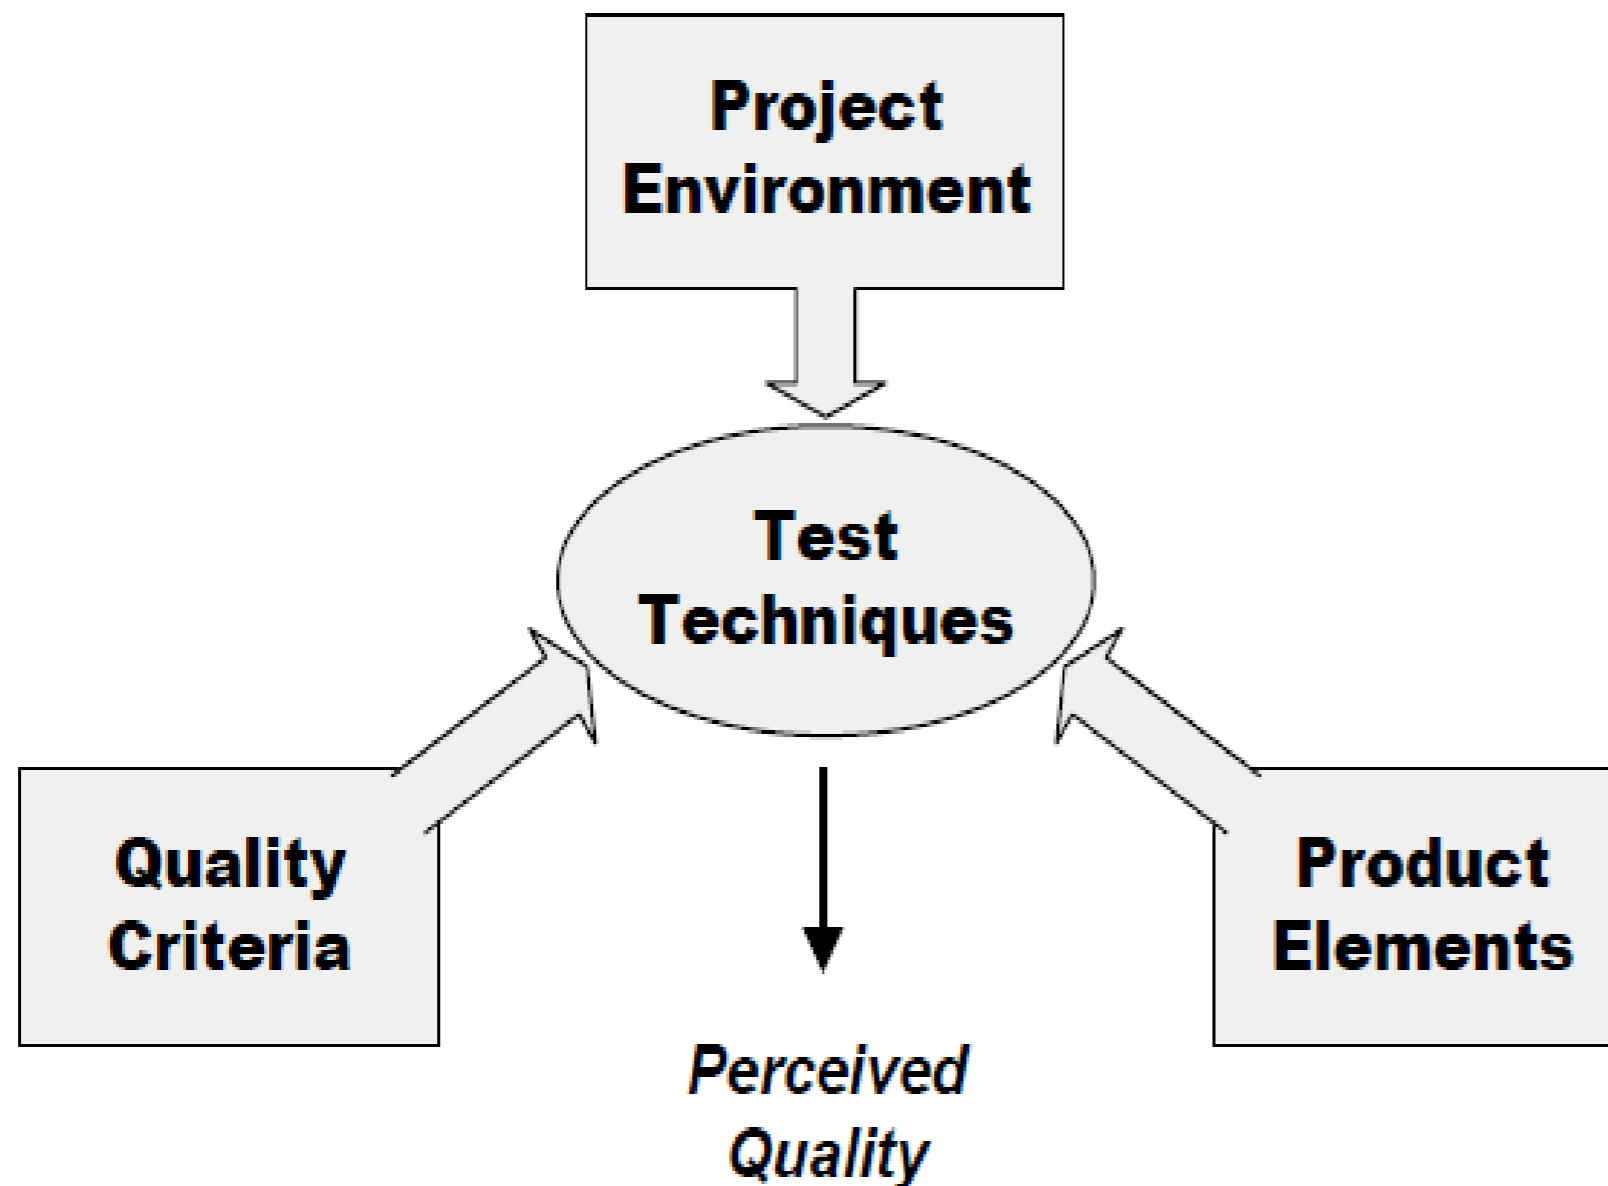 Project
Environment
Test
Techniques
Quality
Criteria
Product
Elements
Perceived
Quality